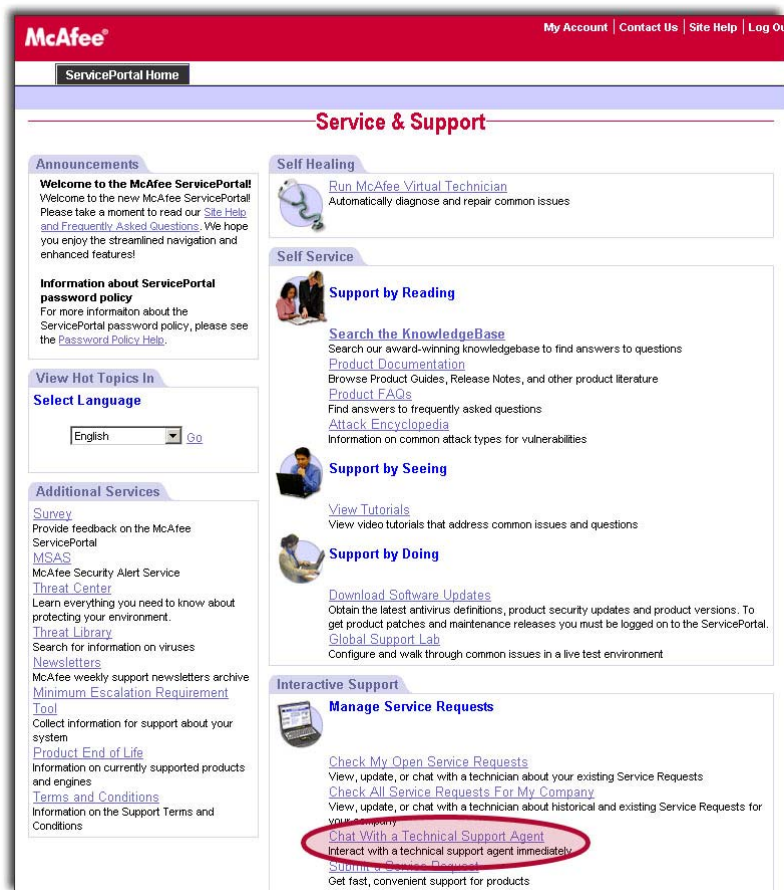 McAfee®
My Account | Contact Us | Site Help | Log Ou
ServicePortal Home
Service & Support
Announcements
Welcome to the McAfee ServicePortal!
Welcome to the new McAfee ServicePortal!
Please take a moment to read our Site Help
and Frequently Asked Questions. We hope
you enjoy the streamlined navigation and
enhanced features!
Information about ServicePortal
password policy
For more informaiton about the
ServicePortal password policy, please see
the Password Policy Help.
View Hot Topics In
Select Language
English
Go
Additional Services
Survey
Provide feedback on the McAfee
ServicePortal
MSAS
McAfee Security Alert Service
Threat Center
Learn everything you need to know about
protecting your environment.
Threat Library
Search for information on viruses
Newsletters
McAfee weekly support newsletters archive
Minimum Escalation Requirement
Tool
Collect information for support about your
system
Product End of Life
Information on currently supported products
and engines
Terms and Conditions
Information on the Support Terms and
Conditions
Self Healing
Run McAfee Virtual Technician
Automatically diagnose and repair common issues
Self Service
Support by Reading
Search the KnowledgeBase
Search our award-winning knowledgebase to find answers to questions
Product Documentation
Browse Product Guides, Release Notes, and other product literature
Product FAQs
Find answers to frequently asked questions
Attack Encyclopedia
Information on common attack types for vulnerabilities
Support by Seeing
View Tutorials
View video tutorials that address common issues and questions
Support by Doing
Download Software Updates
Obtain the latest antivirus definitions, product security updates and product versions. To
get product patches and maintenance releases you must be logged on to the ServicePortal.
Global Support Lab
Configure and walk through common issues in a live test environment
Interactive Support
Manage Service Requests
Check My Open Service Requests
View, update, or chat with a technician about your existing Service Requests
Check All Service Requests For My Company
View, update, or chat with a technician about historical and existing Service Requests for
your company
Chat With a Technical Support Agent
Interact with a technical support agent immediately
Submit a Service Request
Get fast, convenient support for products